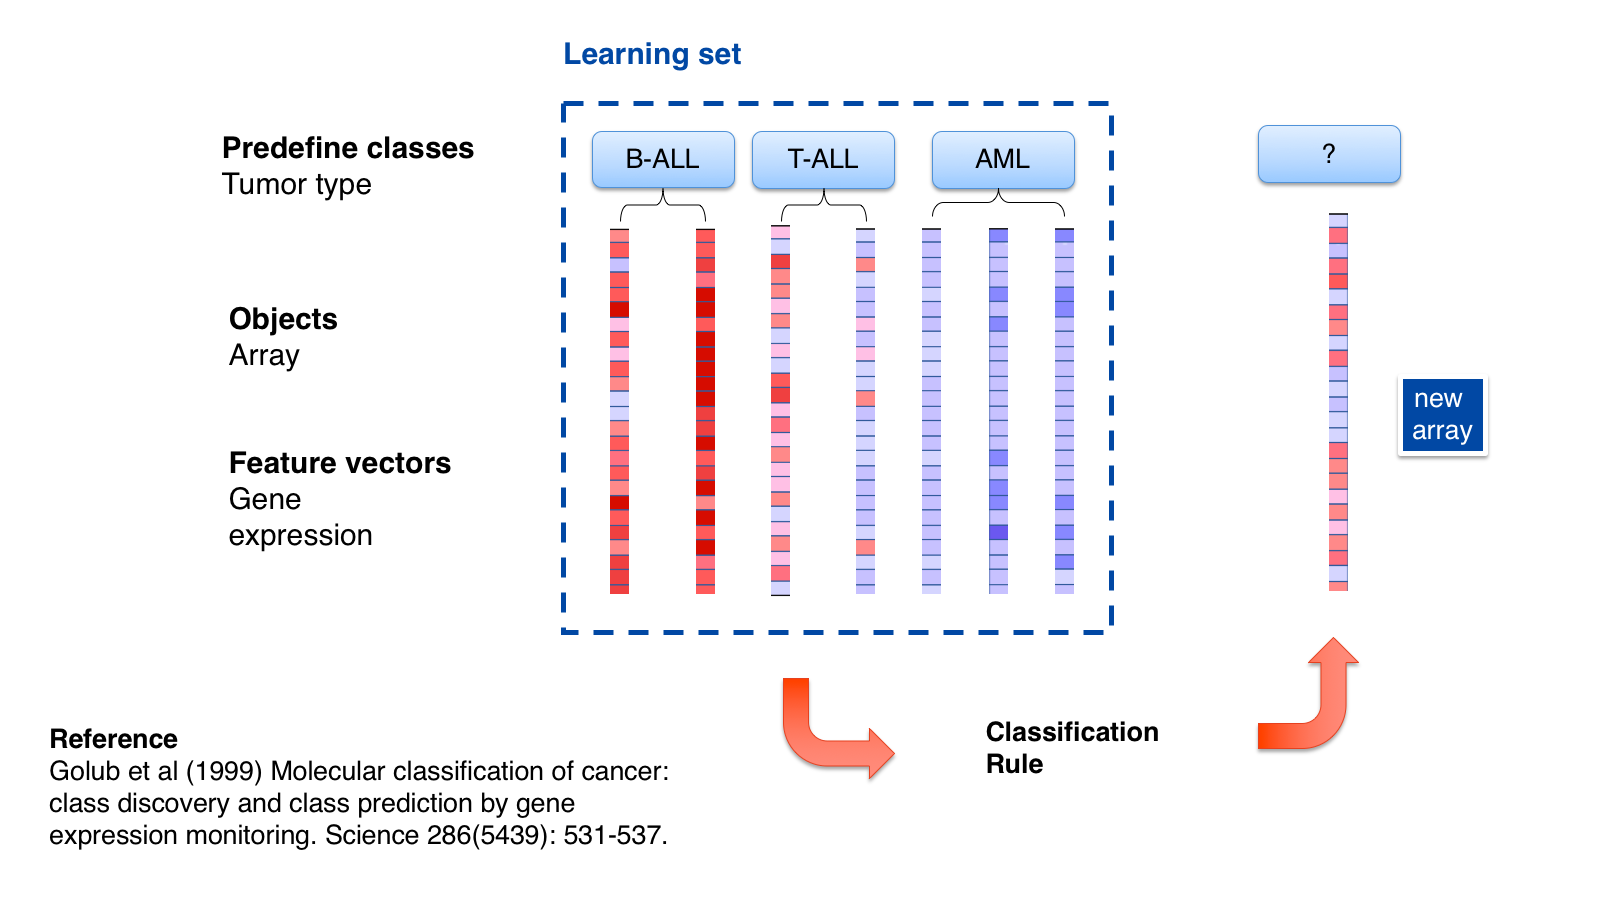 Learning set
Predefine classes
Tumor type
B-ALL
T-ALL
AML
?
Objects
Array
new
array
Feature vectors
Gene
expression
Classification
Rule
Reference
Golub et al (1999) Molecular classification of cancer:
class discovery and class prediction by gene
expression monitoring. Science 286(5439): 531-537.